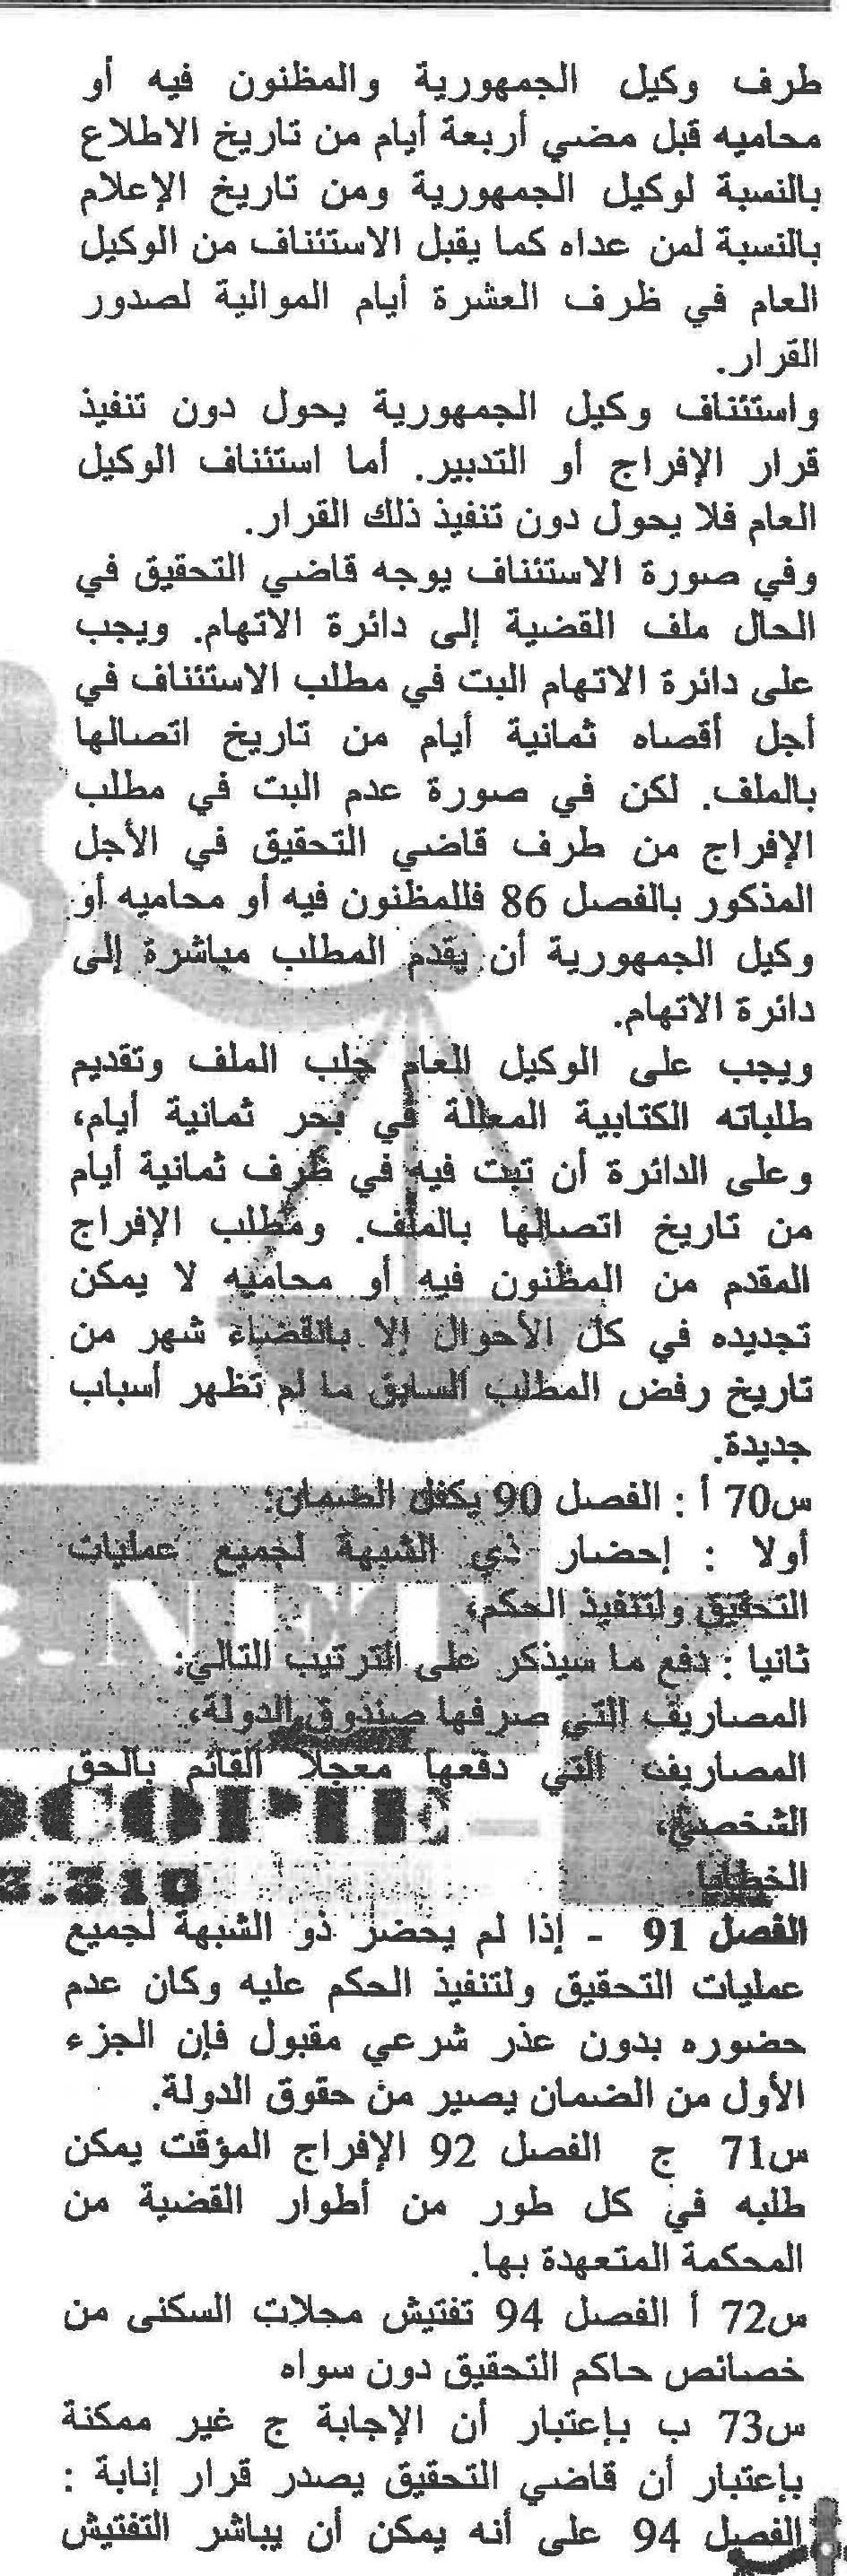 طرف وكيل الجمهورية والمظنون فيه أو
محاميه قبل مضي أربعة أيام من تاريخ الاطلاع
بالنسبة لوكيل الجمهورية ومن تاريخ الإعلام
بالنسبة لمن عداه كما يقبل الاستئناف من الوكيل
العام في ظرف العشرة أيام الموالية لصدور
القرار.
واستئناف وكيل الجمهورية يحول دون تنفيذ
قرار الإفراج أو التدبير. أما استئناف الوكيل
العام فلا يحول دون تنفيذ ذلك القرار.
وفي صورة الاستئناف يوجه قاضي التحقيق في
الحال ملف القضية إلى دائرة الاتهام. ويجب
على دائرة الاتهام البت في مطلب الاستئناف في
أجل أقصاه ثمانية أيام من تاريخ اتصالها
بالملف. لكن في صورة عدم البت في مطلب
الإفراج من طرف قاضي التحقيق في الأجل
المذكور بالفصل 86 فللمظنون فيه أو محاميه أو
وكيل الجمهورية أن يقدم المطلب مباشرة إلى
دائرة الاتهام.
ويجب على الوكيل العام جلب الملف وتقديم
طلباته الكتابية المعللة في بحر ثمانية أيام،
وعلى الدائرة أن تبت فيه في ظرف ثمانية أيام
من تاريخ اتصالها بالملف. ومطلب الإفراج
المقدم من المظنون فيه أو محاميه لا يمكن
تجديده في كل الأحوال إلا بانقضاء شهر من
تاريخ رفض المطلب السابق ما لم تظهر أسباب
جديدة.
س70 أ : الفصل 90 يكفل الضمان:
أولا : إحضار ذي الشبهة لجميع عمليات
التحقيق ولتنفيذ الحكم،
ثانيا : دفع ما سيذكر على الترتيب التالي:
المصاريف التي صرفها صندوق الدولة،
المصاريف التي دفعها معجلا القائم بالحق
الشخصي،
الخطايا.
الفصل 91 - إذا لم يحضر ذو الشبهة لجميع
عمليات التحقيق ولتنفيذ الحكم عليه وكان عدم
حضوره بدون عذر شرعي مقبول فإن الجزء
الأول من الضمان يصير من حقوق الدولة.
س71 ج الفصل 92 الإفراج المؤقت يمكن
طلبه في كل طور من أطوار القضية من
المحكمة المتعهدة بها.
س72 أ الفصل 94 تفتيش محلات السكنى من
خصائص حاكم التحقيق دون سواه
س73 ب بإعتبار أن الإجابة ج غير ممكنة
بإعتبار أن قاضي التحقيق يصدر قرار إنابة :
الفصل 94 على أنه يمكن أن يباشر التفتيش